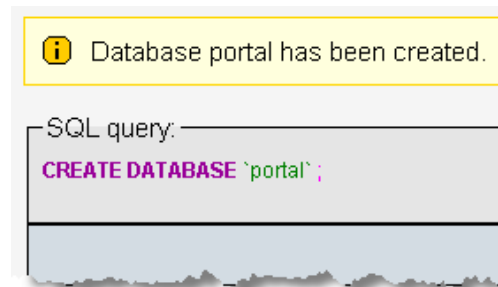 Database portal has been created.
SQL query:
CREATE DATABASE `portal` ;